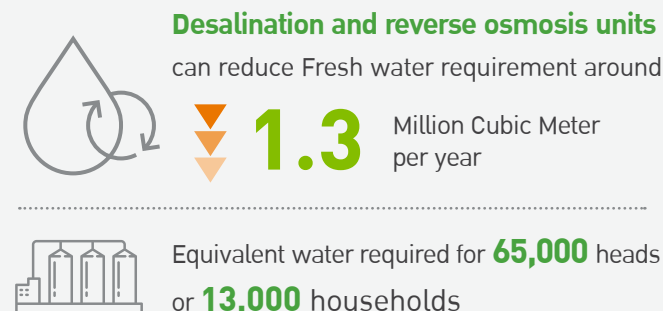 Desalination and reverse osmosis units
can reduce Fresh water requirement around
1.3 Million Cubic Meter
per year
Equivalent water required for 65,000 heads
or 13,000 households